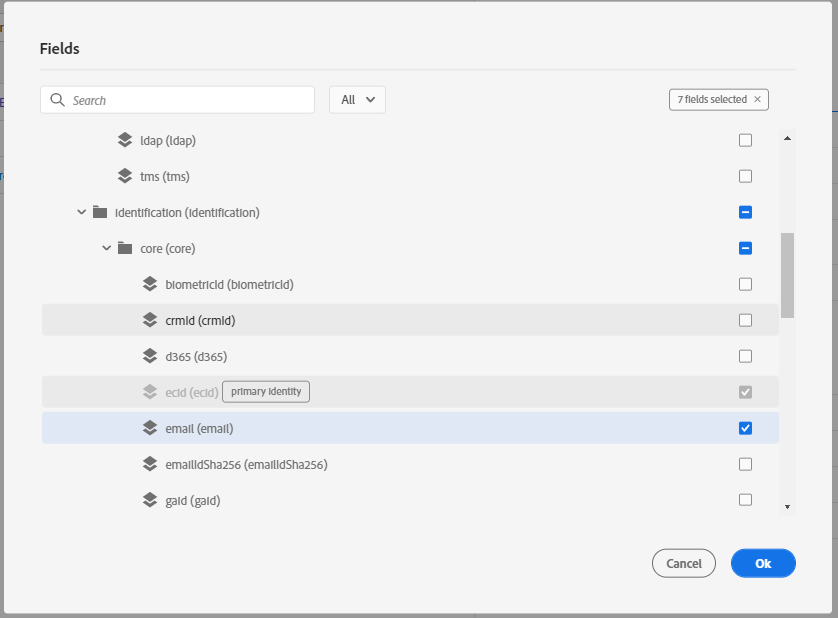 Fields
Search
All
7 fields selected
ldap (ldap)
tms (tms)
identification (identification)
core (core)
biometricId (biometricId)
crmId (crmId)
d365 (d365)
ecid (ecid) primary identity
email (email)
emailIdSha256 (emailIdSha256)
gaid (gaid)
Cancel
Ok